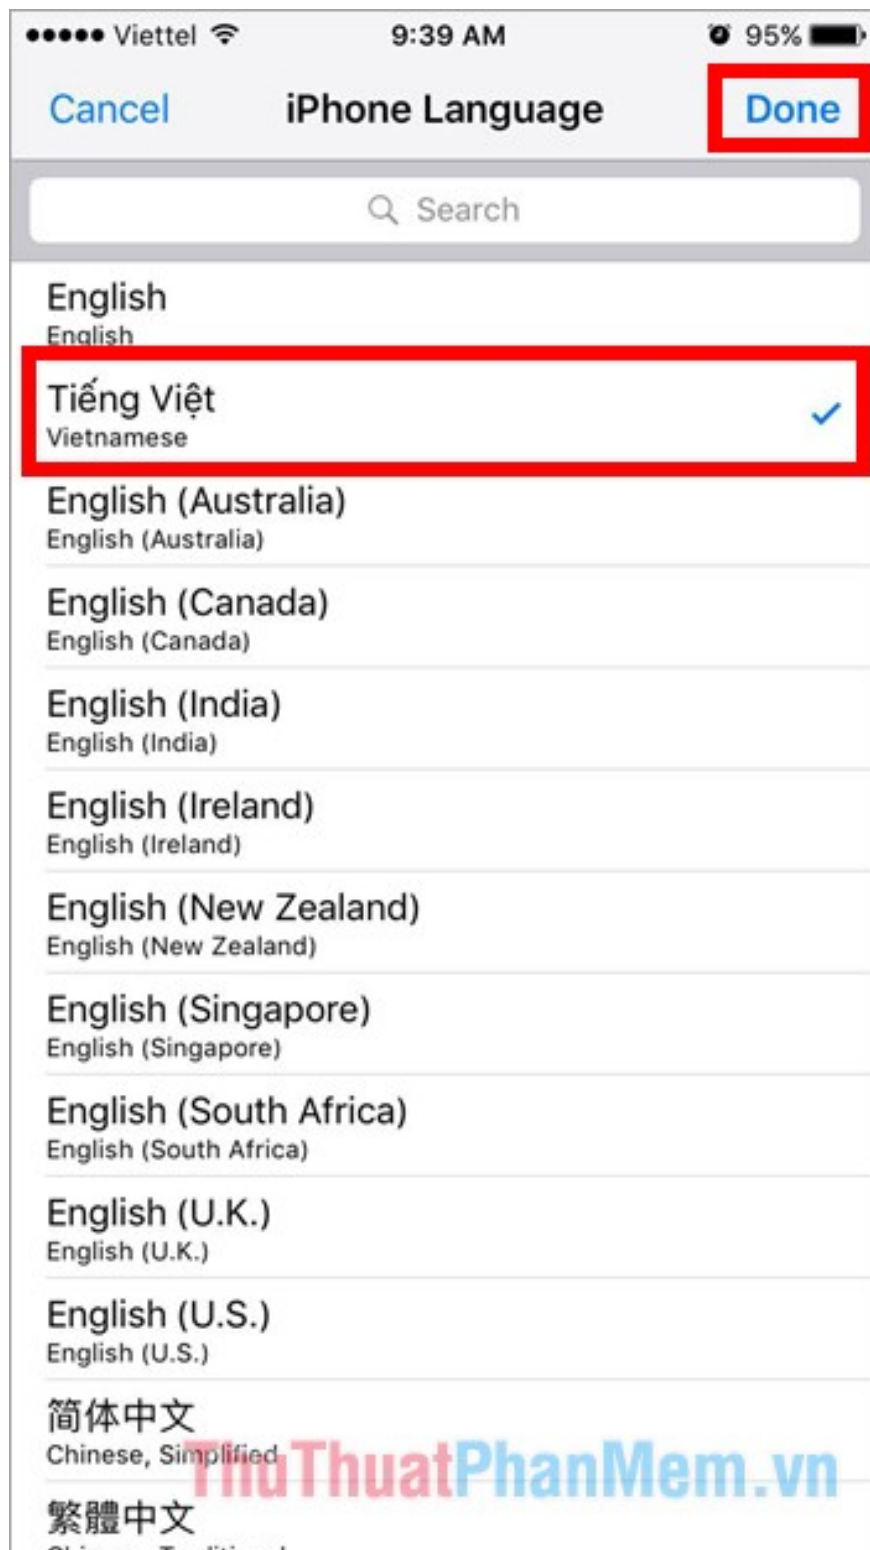 Viettel 9:39 AM 95%
Cancel iPhone Language Done
Search
English
English
Tiếng Việt
Vietnamese
English (Australia)
English (Australia)
English (Canada)
English (Canada)
English (India)
English (India)
English (Ireland)
English (Ireland)
English (New Zealand)
English (New Zealand)
English (Singapore)
English (Singapore)
English (South Africa)
English (South Africa)
English (U.K.)
English (U.K.)
English (U.S.)
English (U.S.)
简体中文
Chinese, Simplified
ThuThuatPhanMem.vn
繁體中文